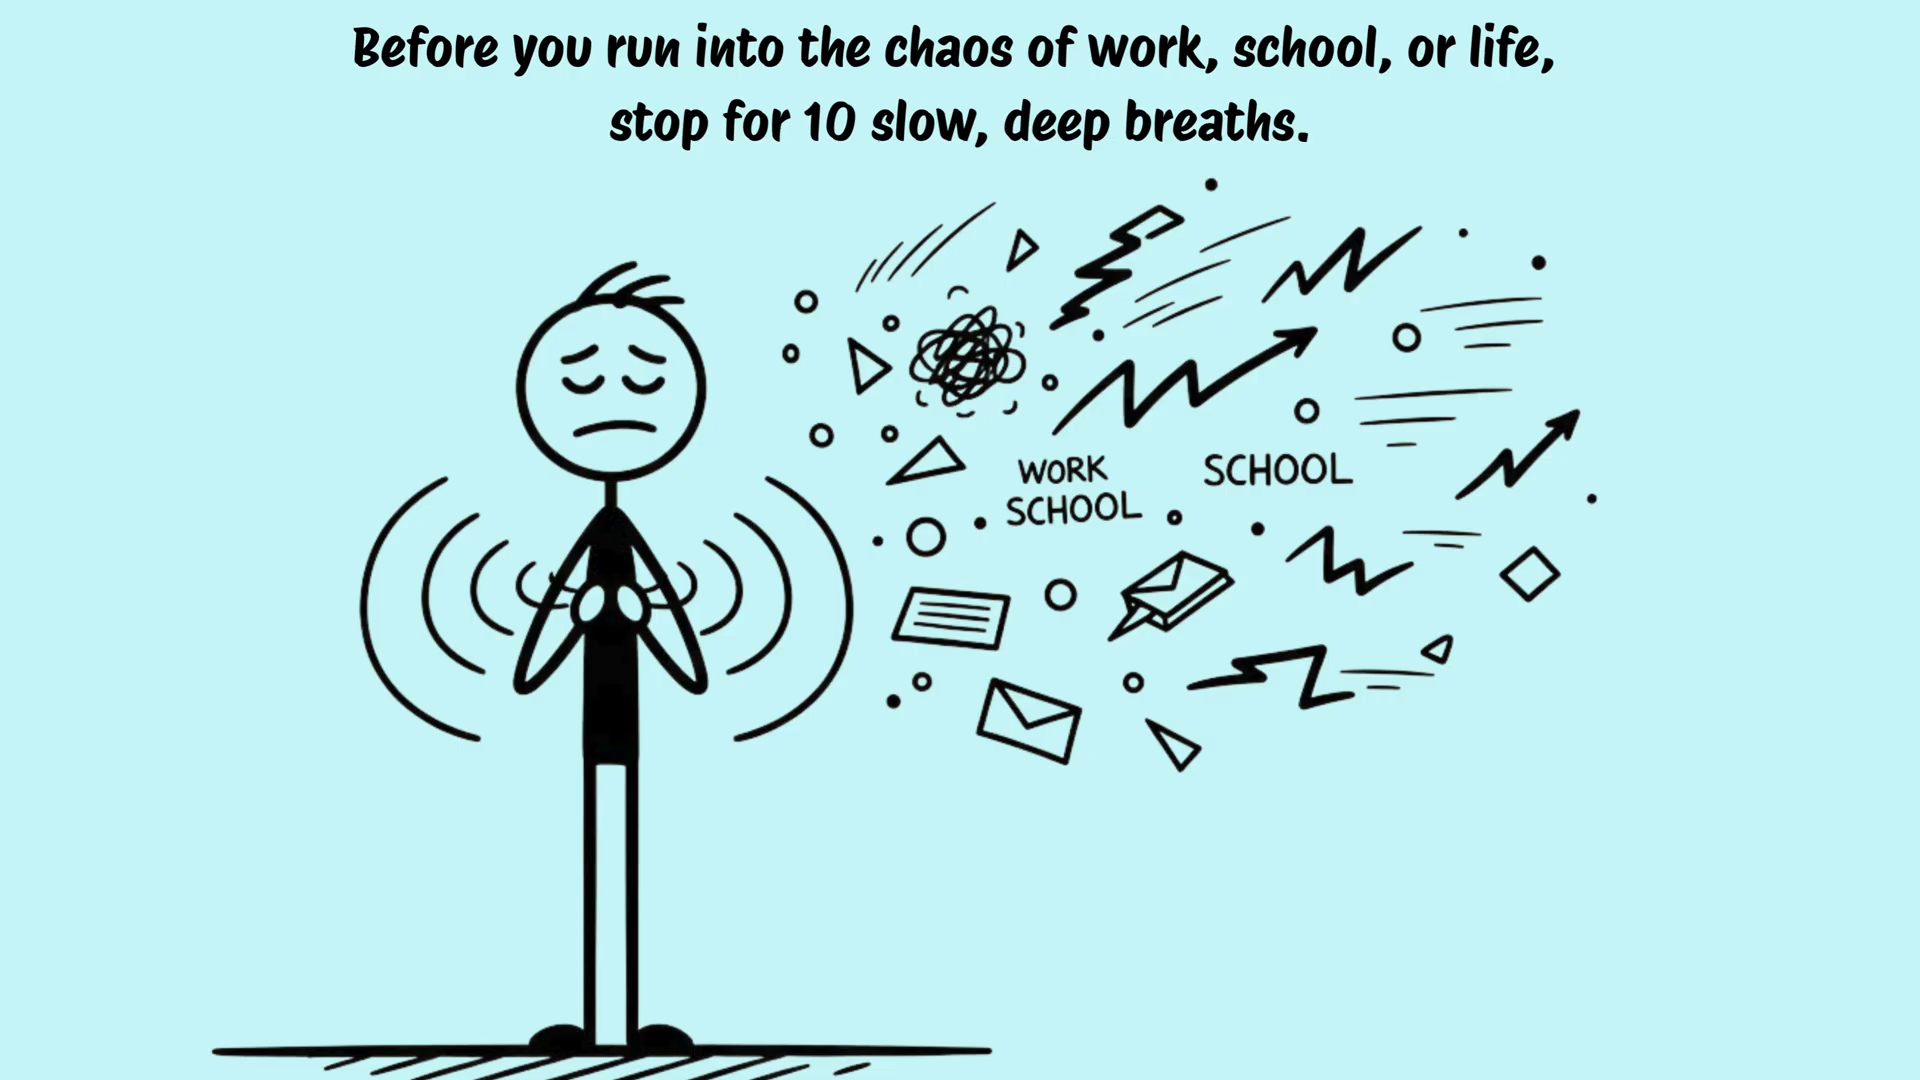 Before you run into the chaos of work, school, or life,
stop for 10 slow, deep breaths.
WORK
SCHOOL
SCHOOL